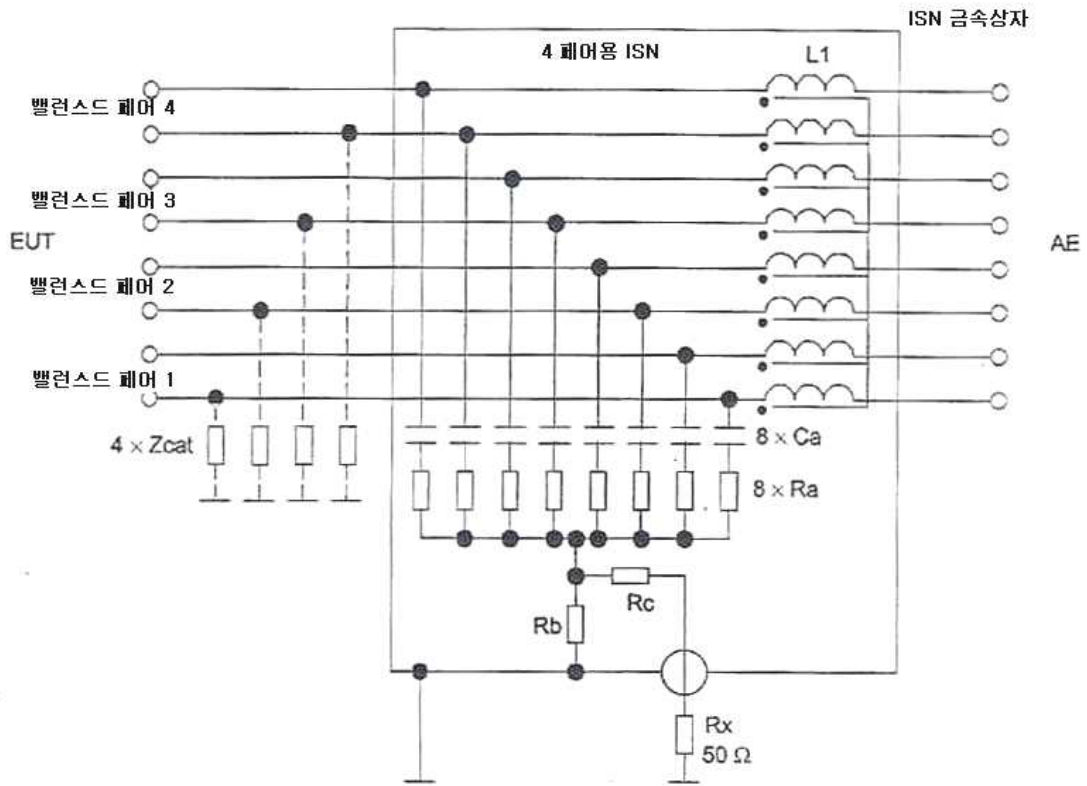 ISN 금속상자
4 페어용 ISN
L1
밸런스드 페어 4
밸런스드 페어 3
EUT
AE
밸런스드 페어 2
밸런스드 페어 1
4 × Zcat
8 × Ca
8 × Ra
Rc
Rb
Rx
50 Ω